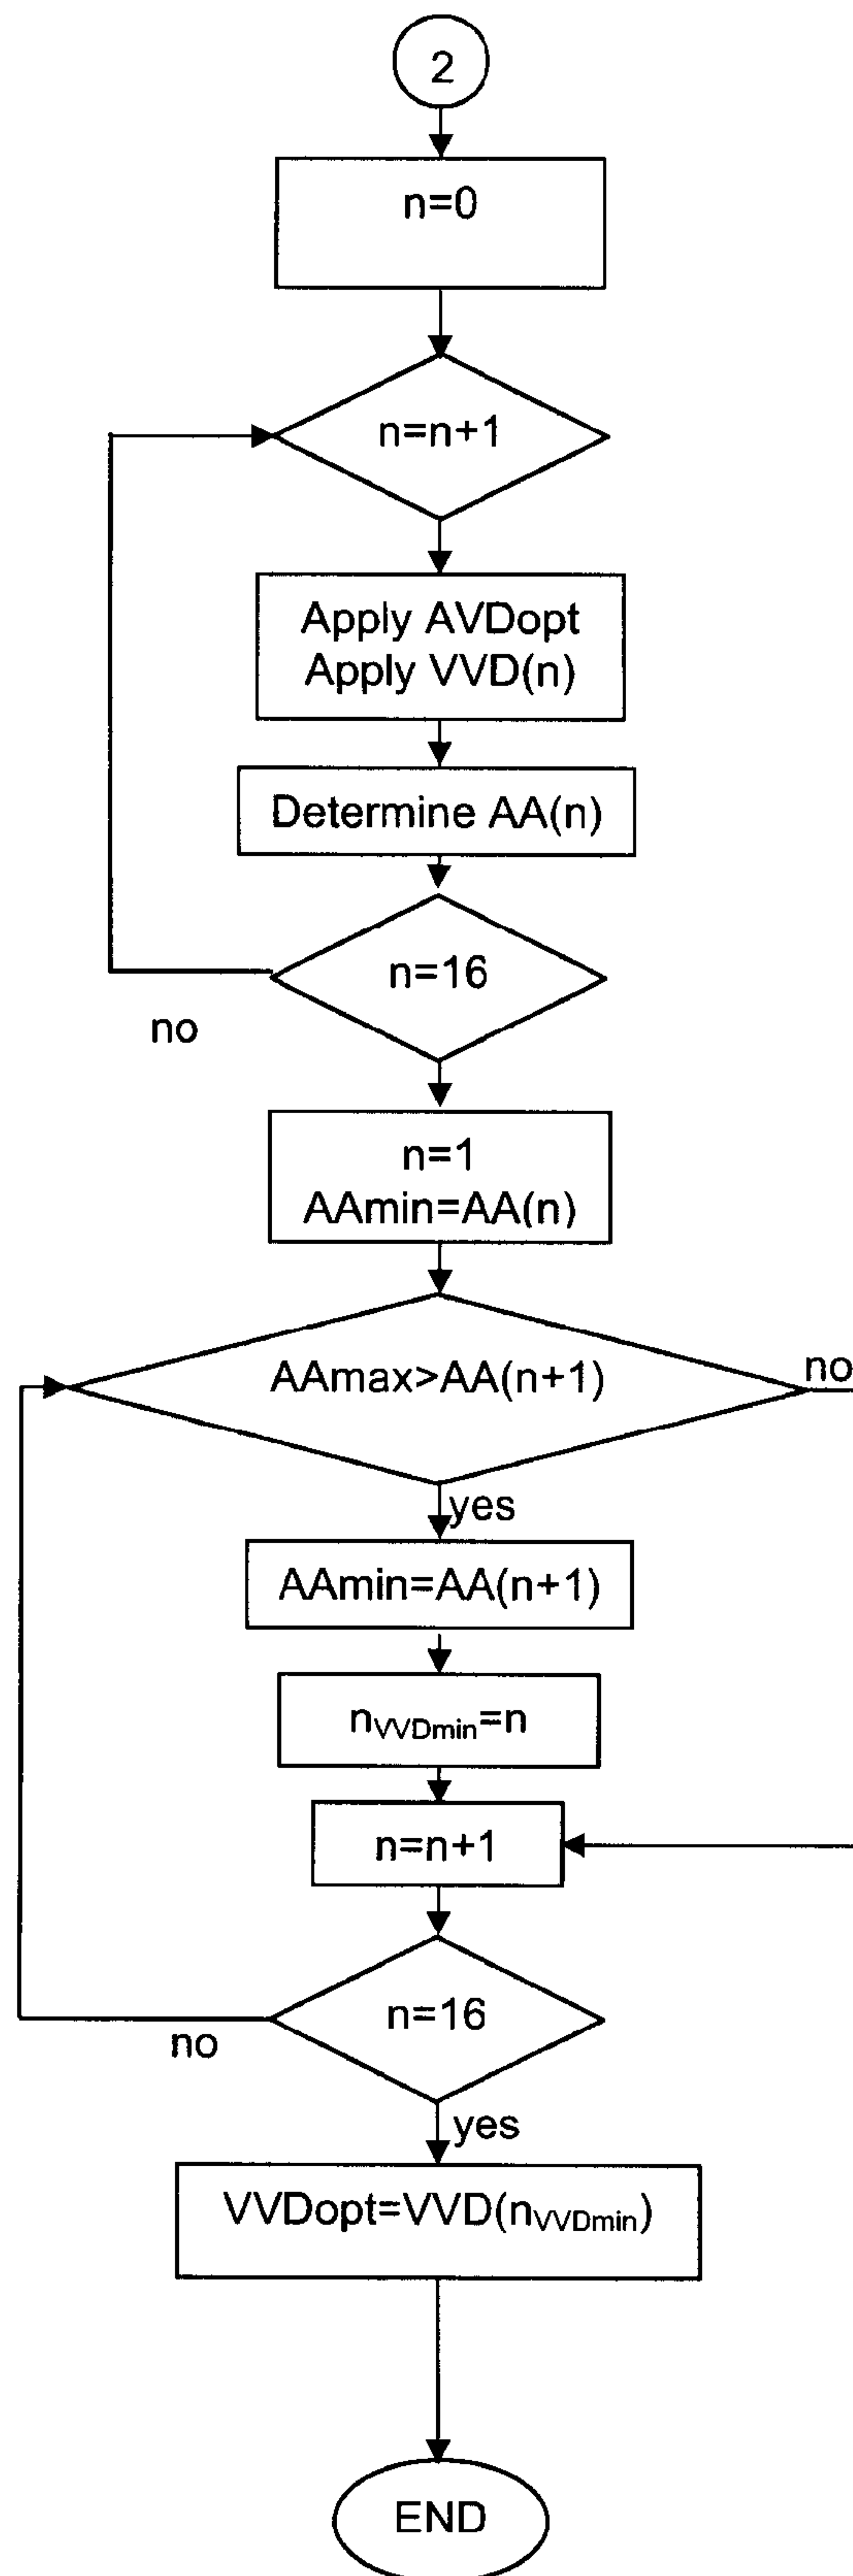 2
n=0
n=n+1
Apply AVDopt
Apply VVD(n)
Determine AA(n)
n=16
no
n=1
AAmin=AA(n)
AAmax>AA(n+1)
no
yes
AAmin=AA(n+1)
nVVDmin=n
n=n+1
n=16
no
yes
VVDopt=VVD(nVVDmin)
END